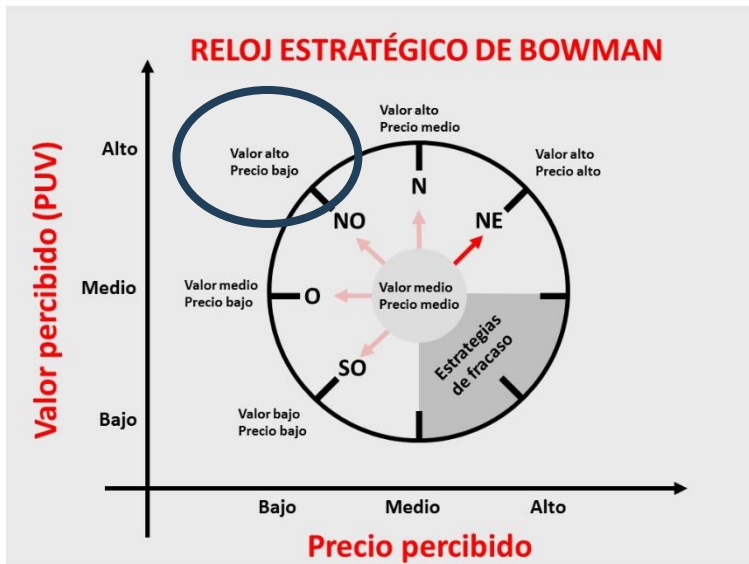 RELOJ ESTRATÉGICO DE BOWMAN
Valor percibido (PUV)
Alto
Medio
Bajo
Valor alto
Precio medio
Valor alto
Precio bajo
Valor alto
Precio alto
N
NO
NE
Valor medio
Precio bajo
O
Valor medio
Precio medio
SO
Estrategias
de fracaso
Valor bajo
Precio bajo
Bajo
Medio
Alto
Precio percibido